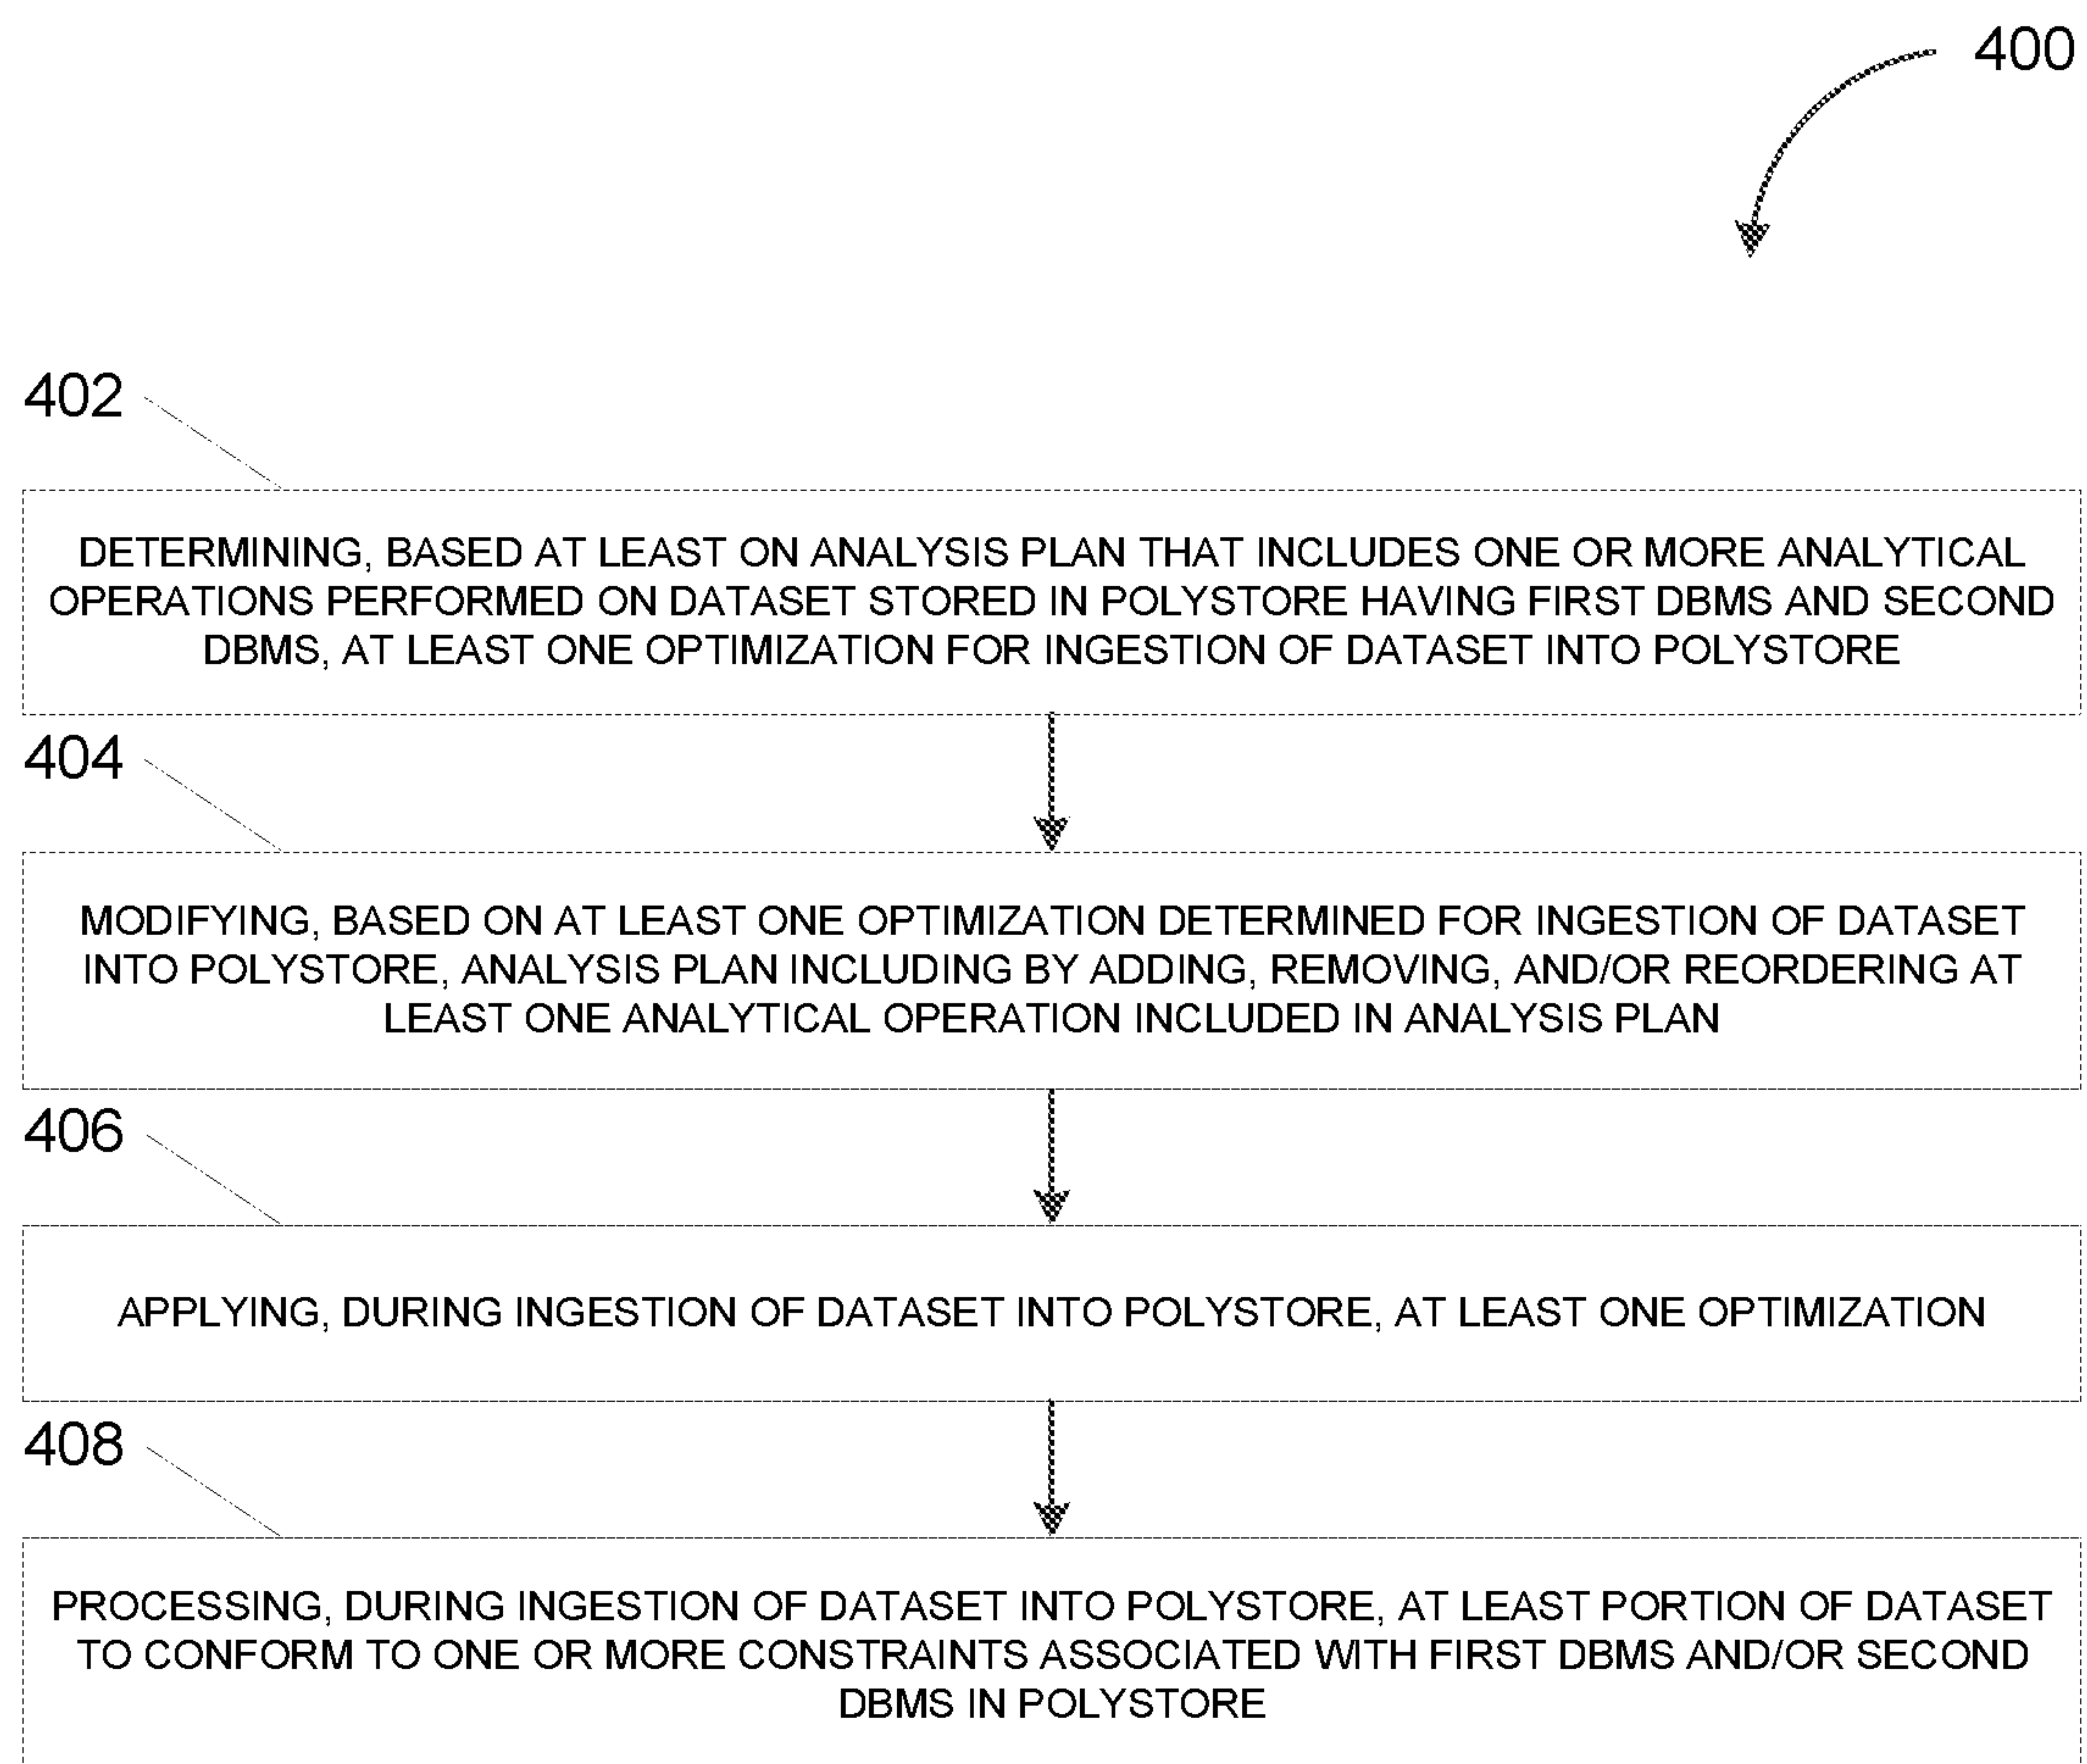 400
402
DETERMINING, BASED AT LEAST ON ANALYSIS PLAN THAT INCLUDES ONE OR MORE ANALYTICAL
OPERATIONS PERFORMED ON DATASET STORED IN POLYSTORE HAVING FIRST DBMS AND SECOND
DBMS, AT LEAST ONE OPTIMIZATION FOR INGESTION OF DATASET INTO POLYSTORE
404
MODIFYING, BASED ON AT LEAST ONE OPTIMIZATION DETERMINED FOR INGESTION OF DATASET
INTO POLYSTORE, ANALYSIS PLAN INCLUDING BY ADDING, REMOVING, AND/OR REORDERING AT
LEAST ONE ANALYTICAL OPERATION INCLUDED IN ANALYSIS PLAN
406
APPLYING, DURING INGESTION OF DATASET INTO POLYSTORE, AT LEAST ONE OPTIMIZATION
408
PROCESSING, DURING INGESTION OF DATASET INTO POLYSTORE, AT LEAST PORTION OF DATASET
TO CONFORM TO ONE OR MORE CONSTRAINTS ASSOCIATED WITH FIRST DBMS AND/OR SECOND
DBMS IN POLYSTORE